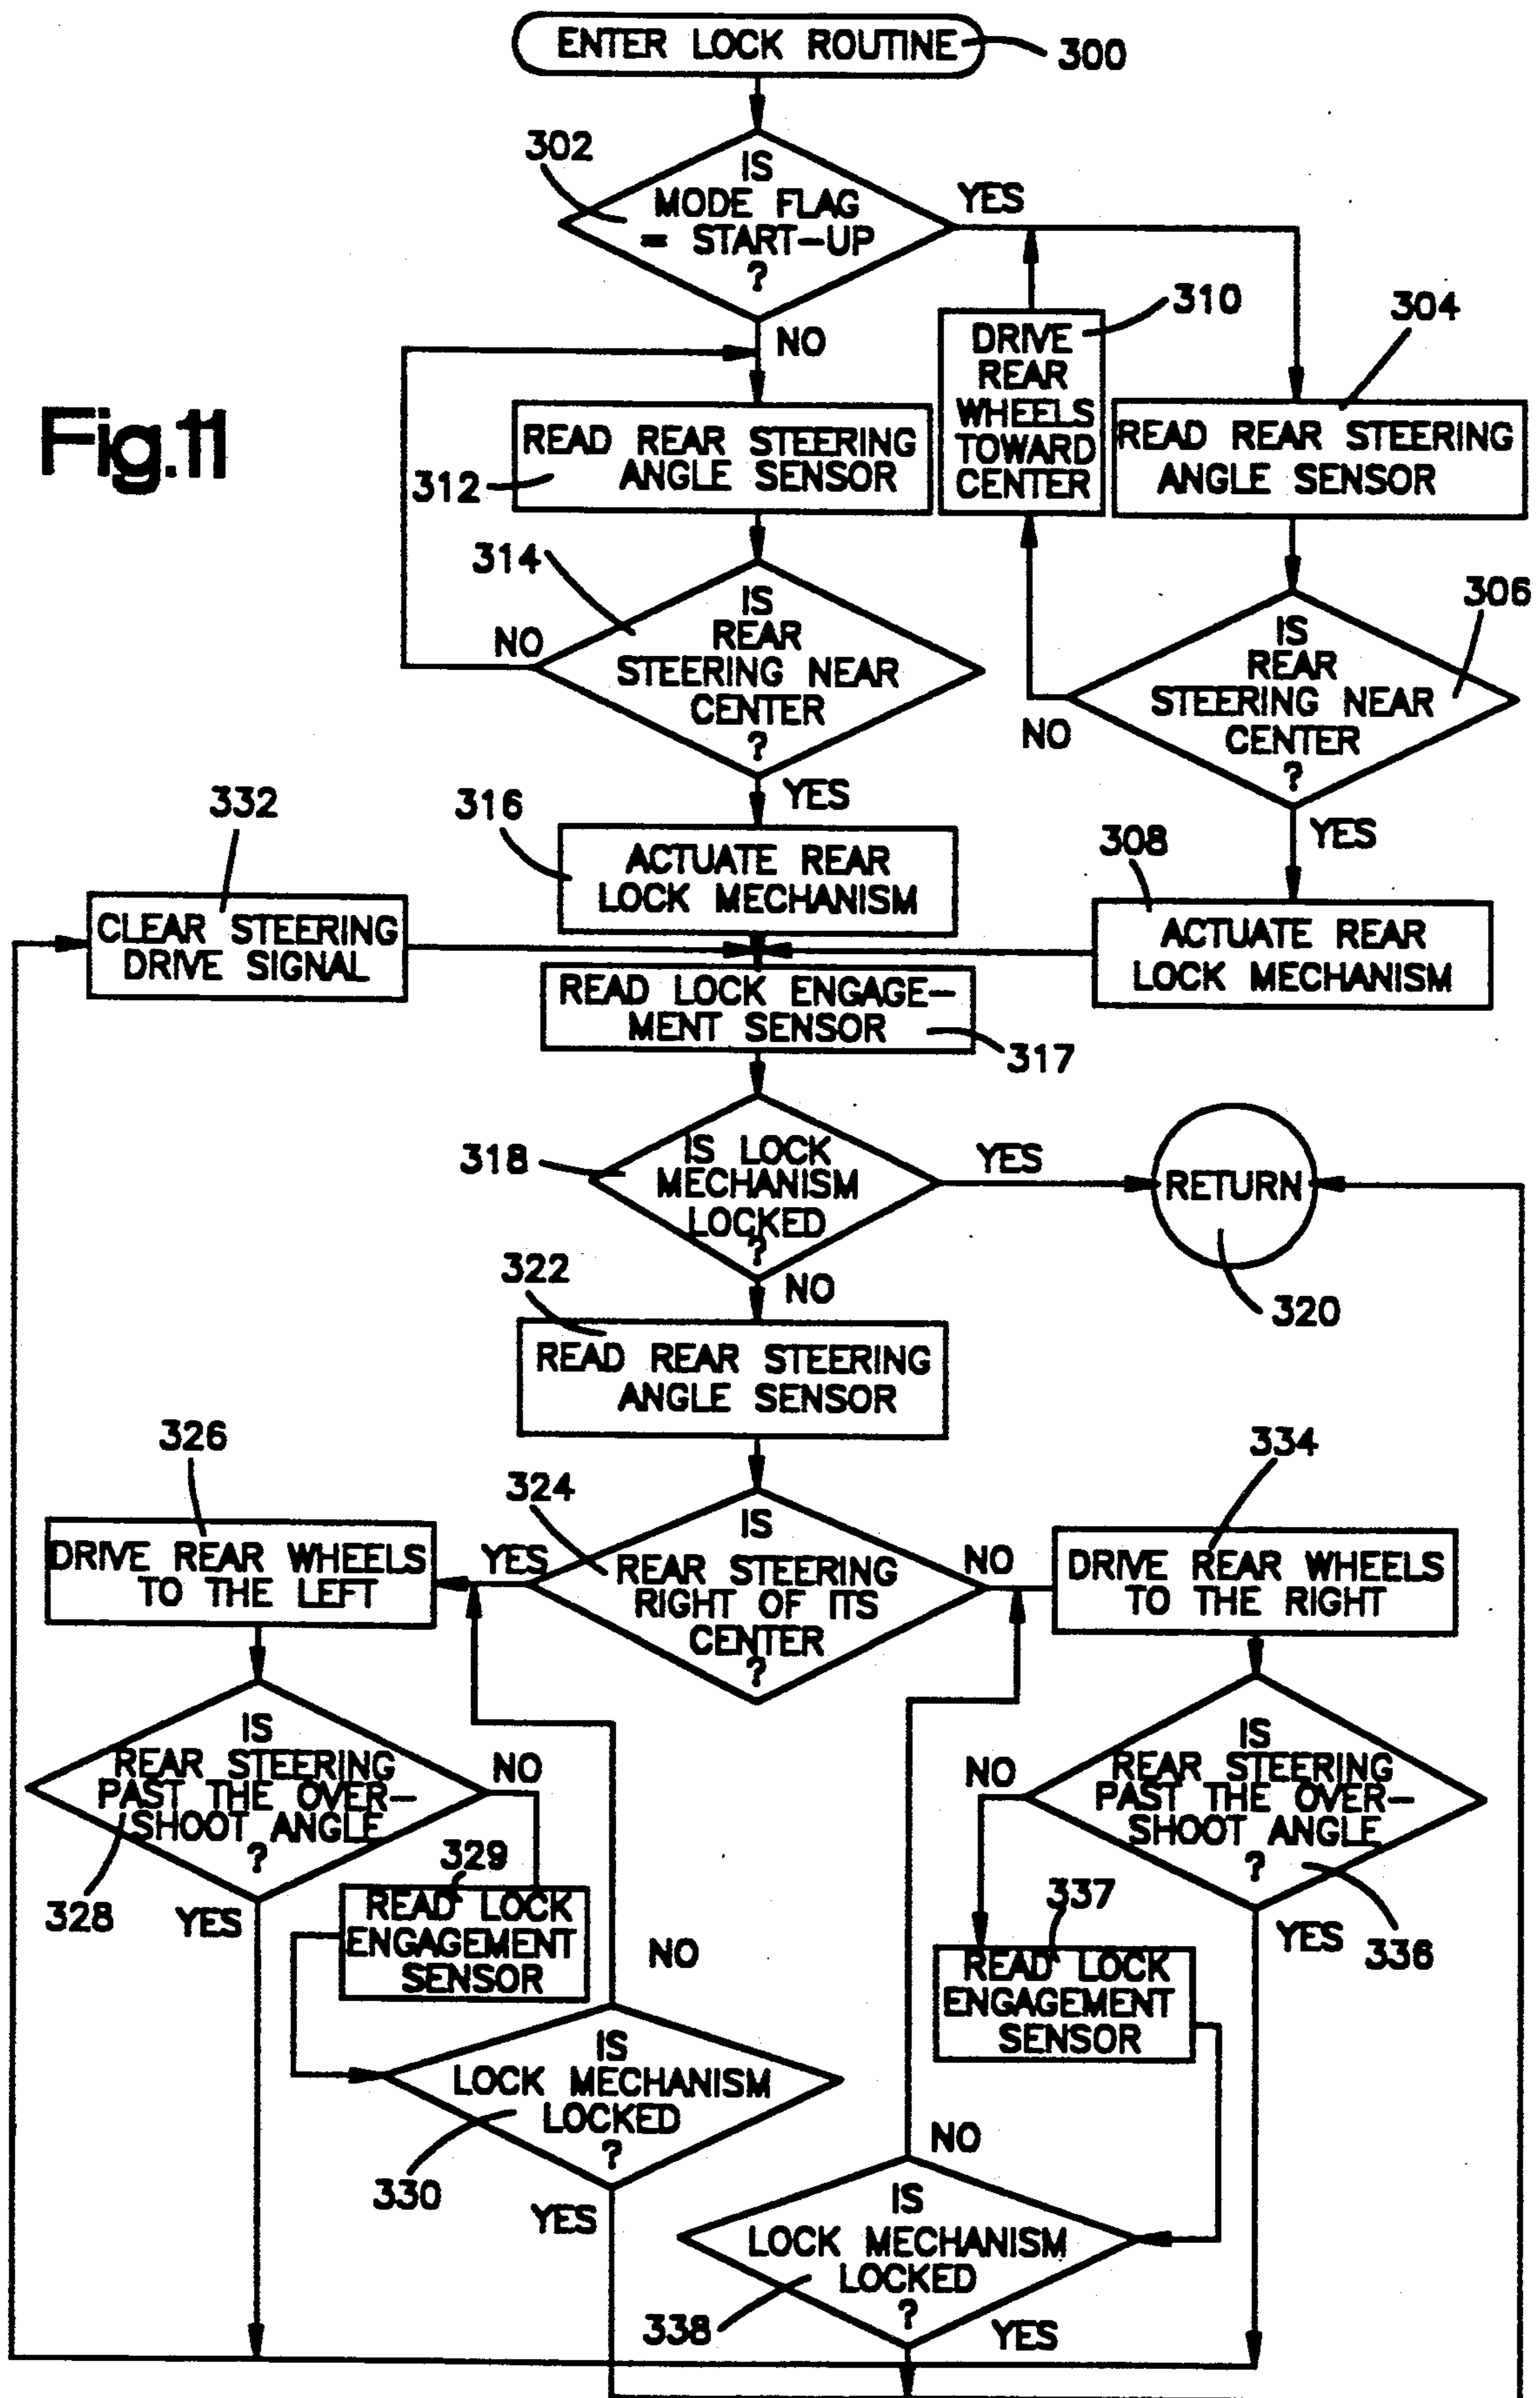 ENTER LOCK ROUTINE
300
302
IS
MODE FLAG
= START-UP
?
YES
NO
310
DRIVE
REAR
WHEELS
TOWARD
CENTER
304
READ REAR STEERING
ANGLE SENSOR
Fig.11
READ REAR STEERING
ANGLE SENSOR
312
314
IS
REAR
STEERING NEAR
CENTER
?
NO
YES
306
IS
REAR
STEERING NEAR
CENTER
?
NO
YES
332
CLEAR STEERING
DRIVE SIGNAL
316
ACTUATE REAR
LOCK MECHANISM
308
ACTUATE REAR
LOCK MECHANISM
READ LOCK ENGAGE-
MENT SENSOR
317
318
IS LOCK
MECHANISM
LOCKED
?
YES
RETURN
320
NO
322
READ REAR STEERING
ANGLE SENSOR
326
DRIVE REAR WHEELS
TO THE LEFT
324
IS
REAR STEERING
RIGHT OF ITS
CENTER
?
YES
NO
334
DRIVE REAR WHEELS
TO THE RIGHT
IS
REAR STEERING
PAST THE OVER-
SHOOT ANGLE
?
328
NO
YES
329
READ LOCK
ENGAGEMENT
SENSOR
NO
IS
LOCK MECHANISM
LOCKED
?
330
YES
IS
REAR STEERING
PAST THE OVER-
SHOOT ANGLE
?
NO
YES
336
337
READ LOCK
ENGAGEMENT
SENSOR
NO
IS
LOCK MECHANISM
LOCKED
?
338
YES